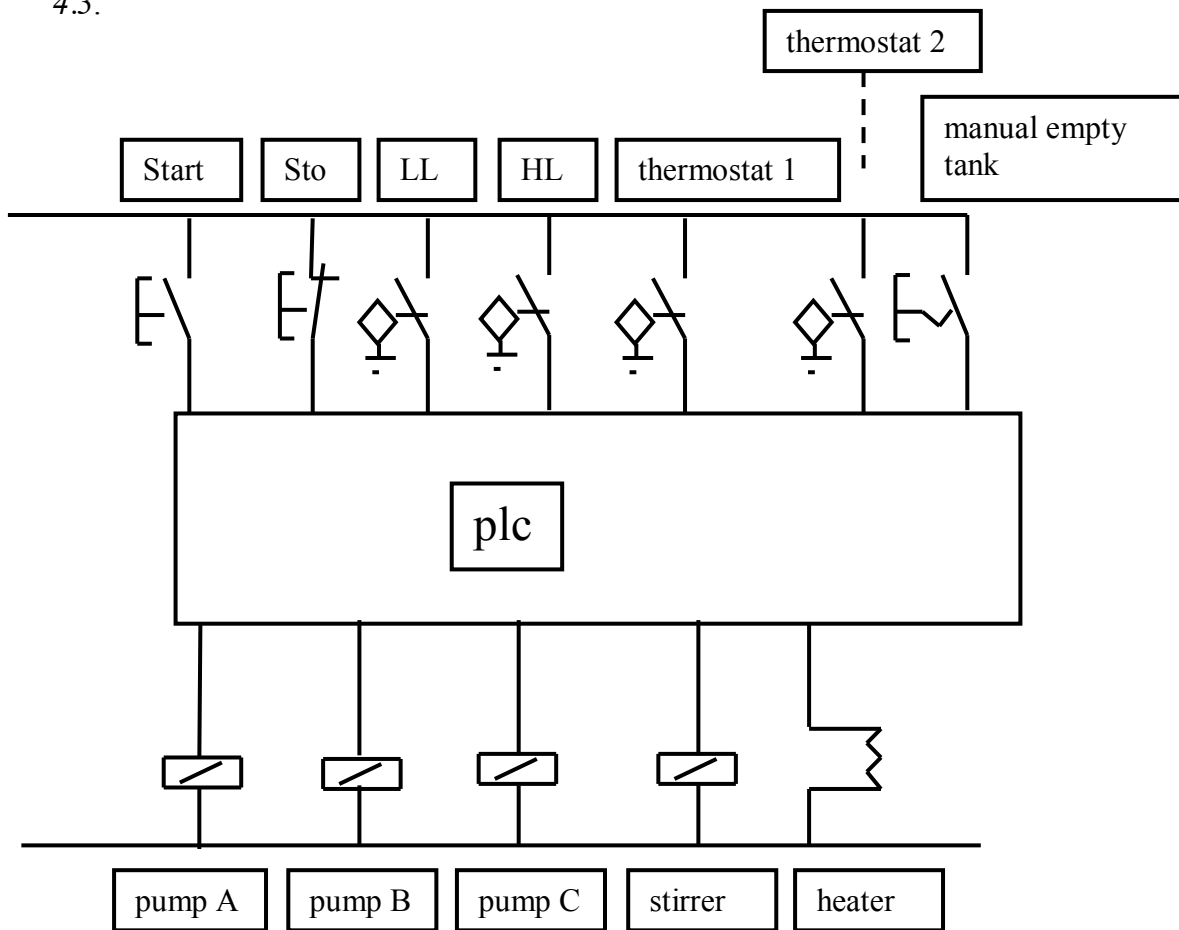 4.3.
thermostat 2
manual empty
tank
Start
Sto
LL
HL
thermostat 1
plc
pump A
pump B
pump C
stirrer
heater